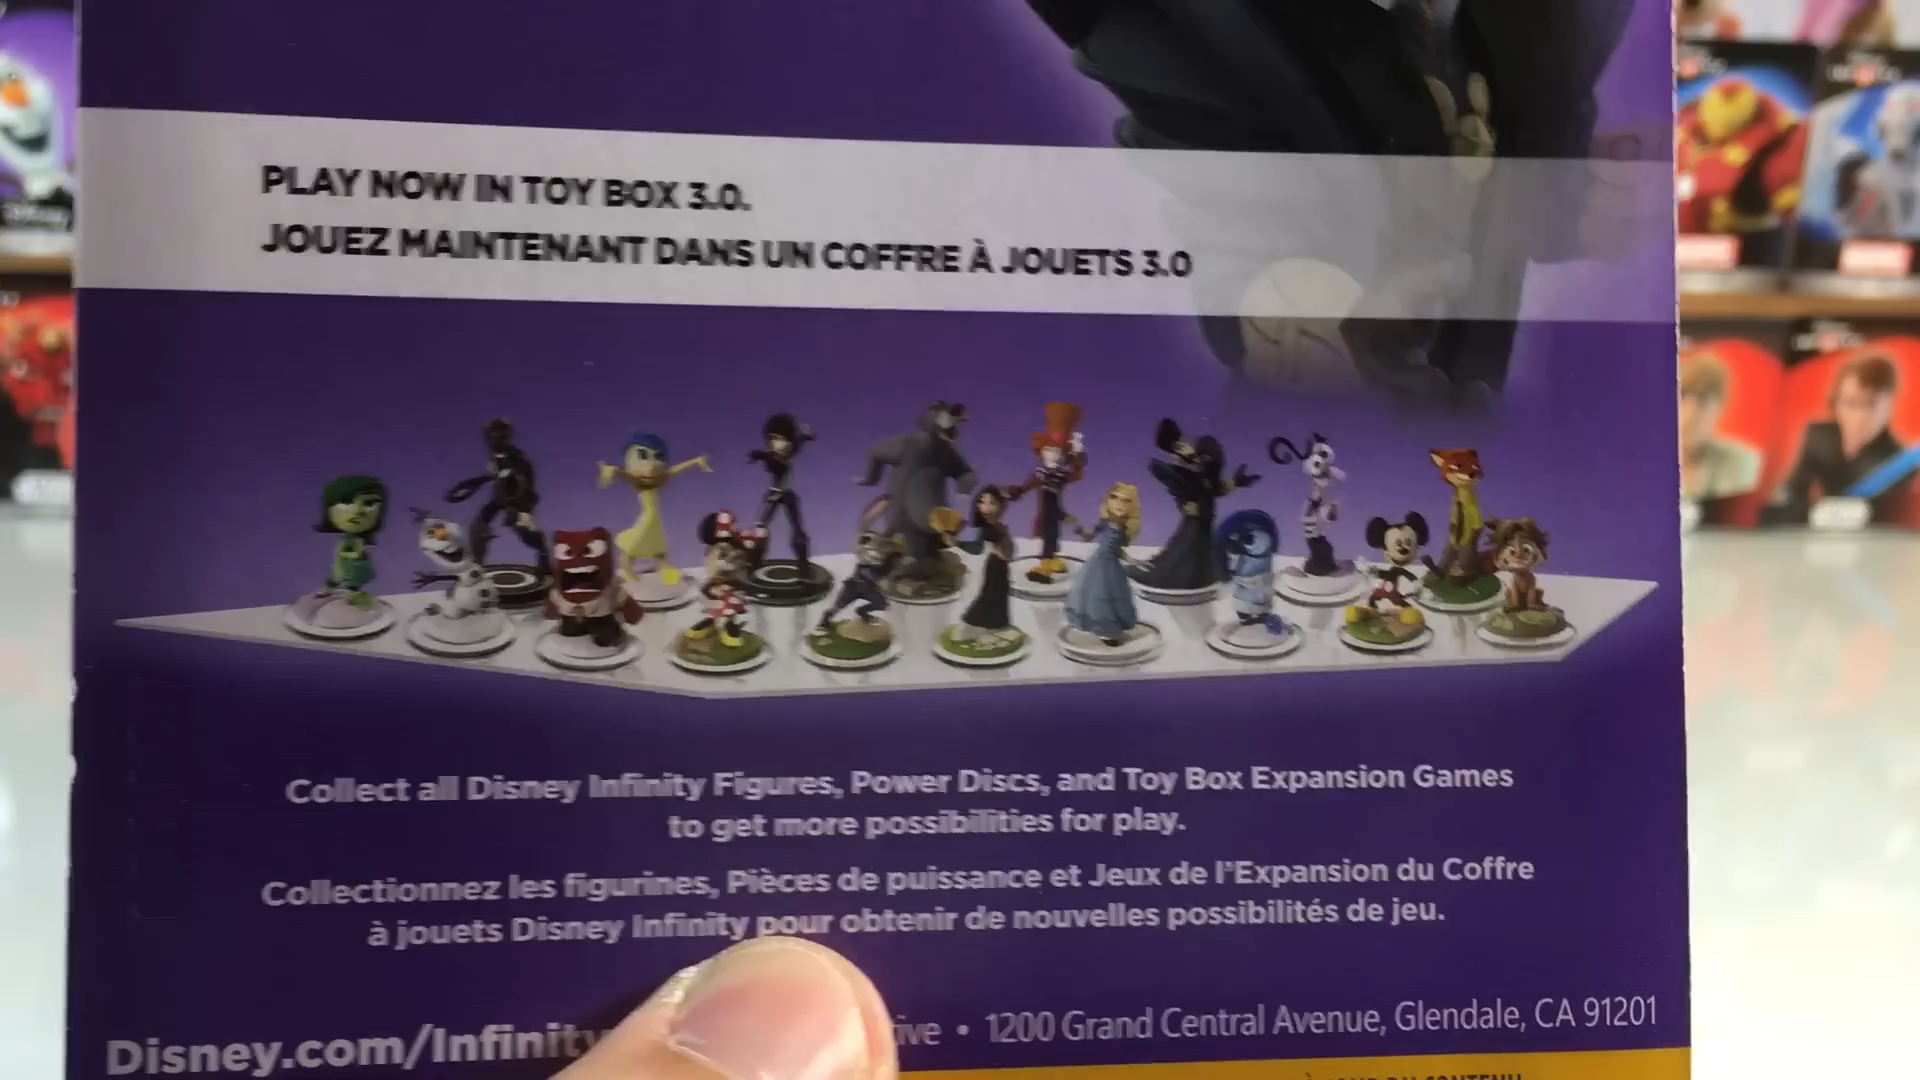 PLAY NOW IN TOY BOX 3.0.
JOUEZ MAINTENANT DANS UN COFFRE À JOUETS 3.0
Collect all Disney Infinity Figures, Power Discs, and Toy Box Expansion Games
to get more possibilities for play.
Collectionnez les figurines, Pièces de puissance et Jeux de l'Expansion du Coffre
à jouets Disney Infinity pour obtenir de nouvelles possibilités de jeu.
Disney.com/Infinity • 1200 Grand Central Avenue, Glendale, CA 91201